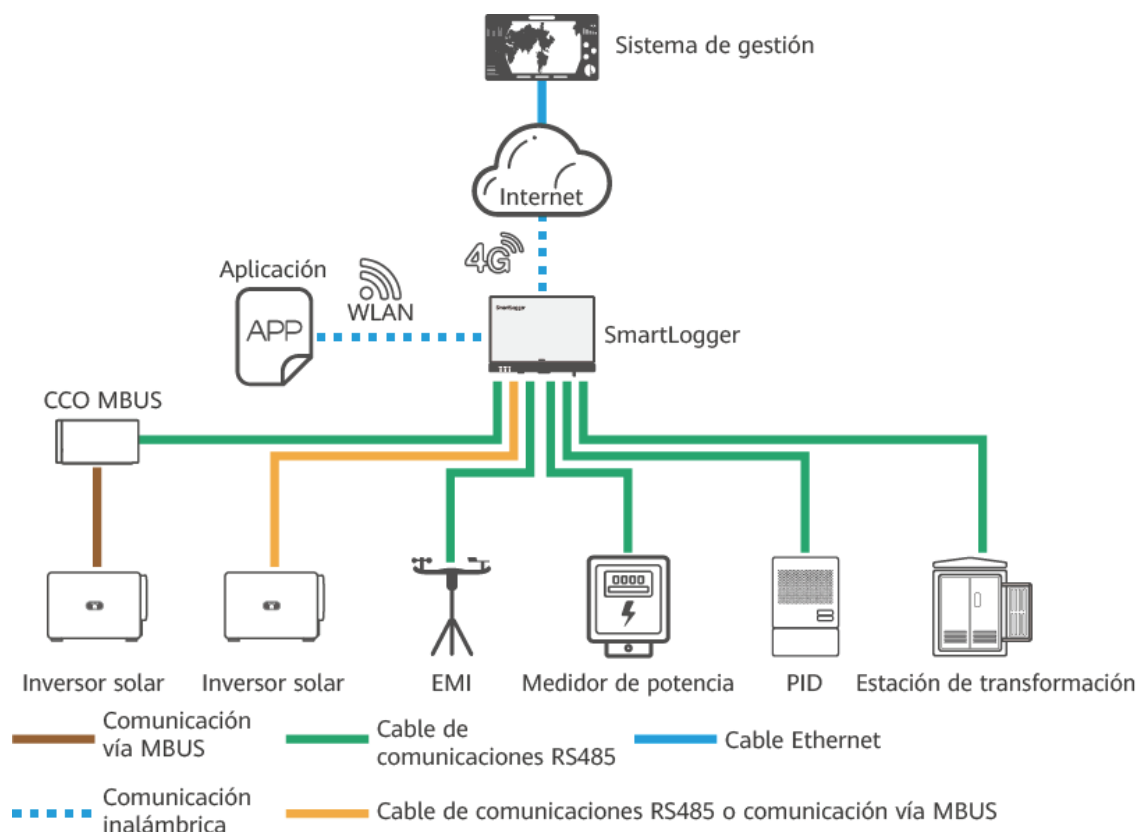 Sistema de gestión
Internet
4G
Aplicación
WLAN
APP
SmartLogger
SmartLogger
CCO MBUS
Inversor solar
Inversor solar
EMI
Medidor de potencia
PID
Estación de transformación
Comunicación
vía MBUS
Cable de
comunicaciones RS485
Cable Ethernet
Comunicación
inalámbrica
Cable de comunicaciones RS485 o comunicación vía MBUS